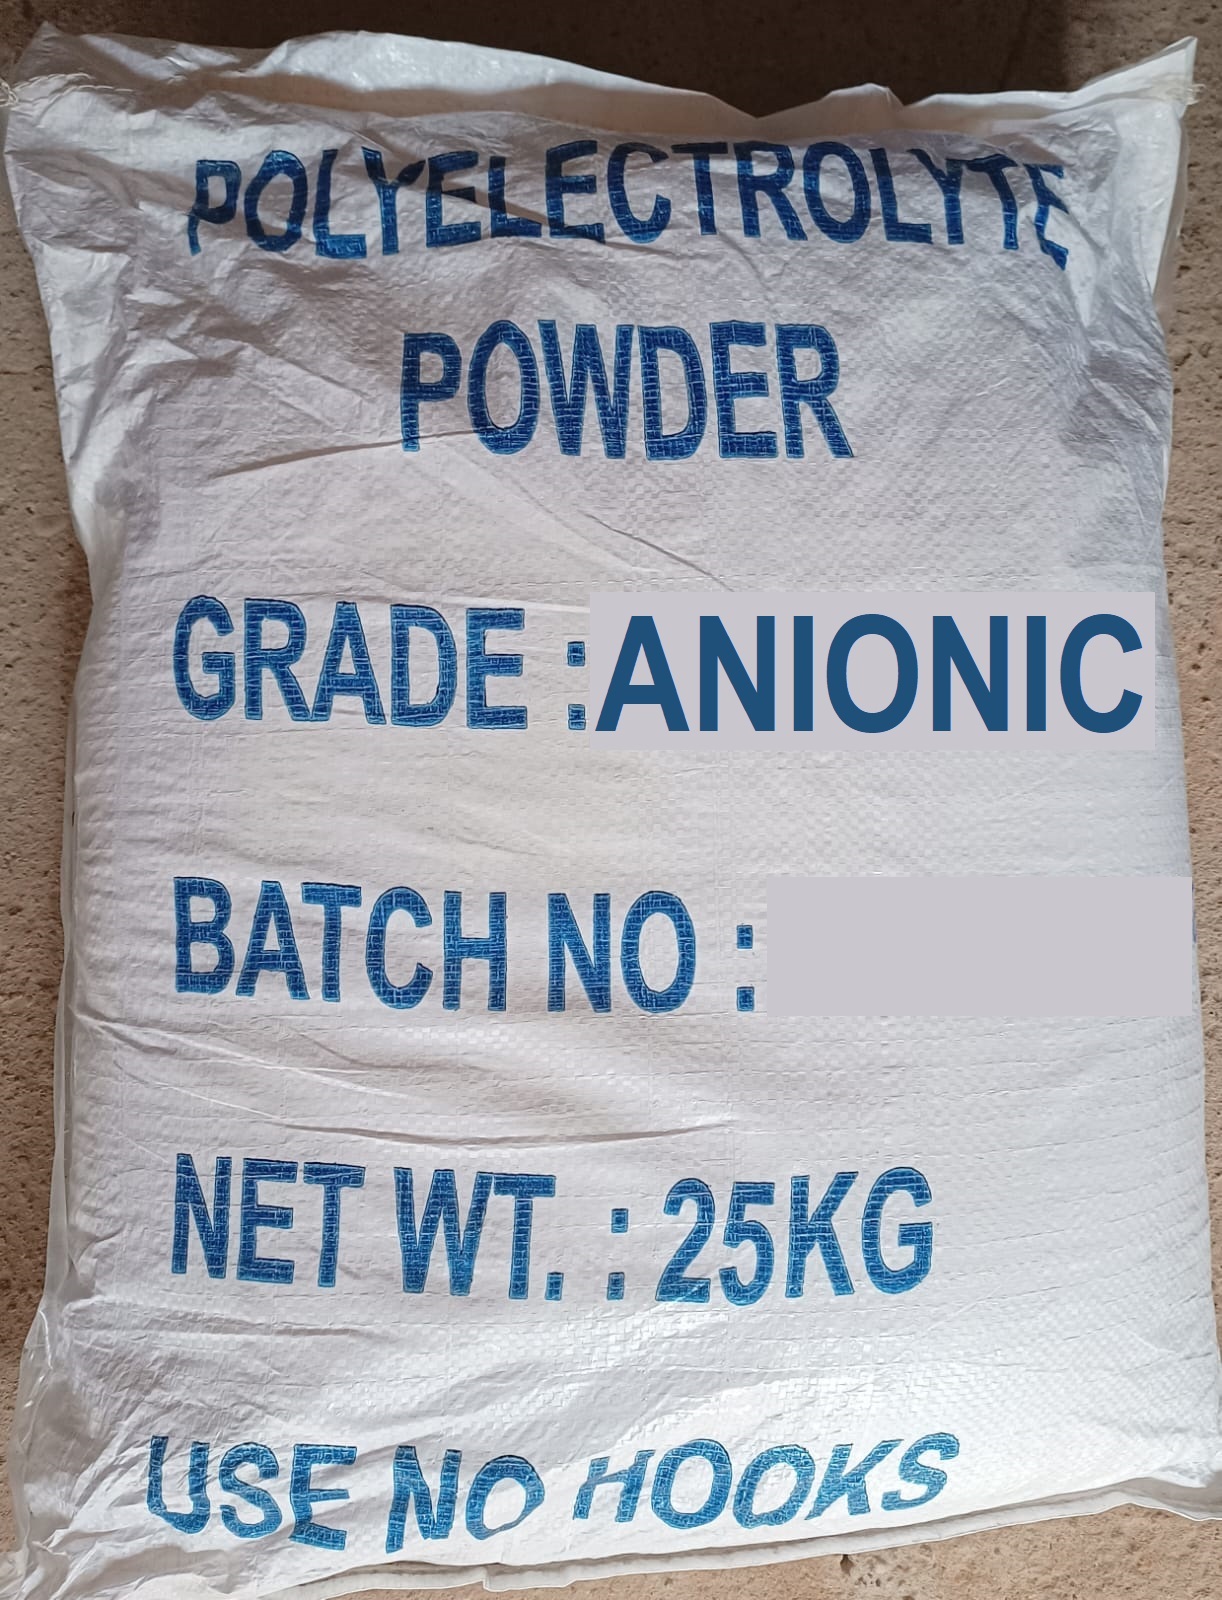 POLYELECTROLYTE
POWDER
GRADE : ANIONIC
BATCH NO :
NET WT. : 25KG
USE NO HOOKS